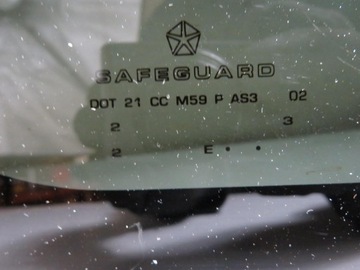 SAFEGUARD
DOT 21 CC M59 P AS3 02
2 3
2 E • •